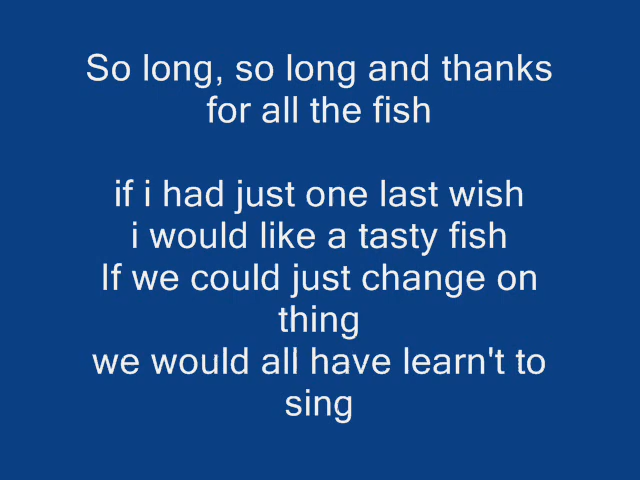 So long, so long and thanks
for all the fish
if i had just one last wish
i would like a tasty fish
If we could just change on
thing
we would all have learn't to
sing